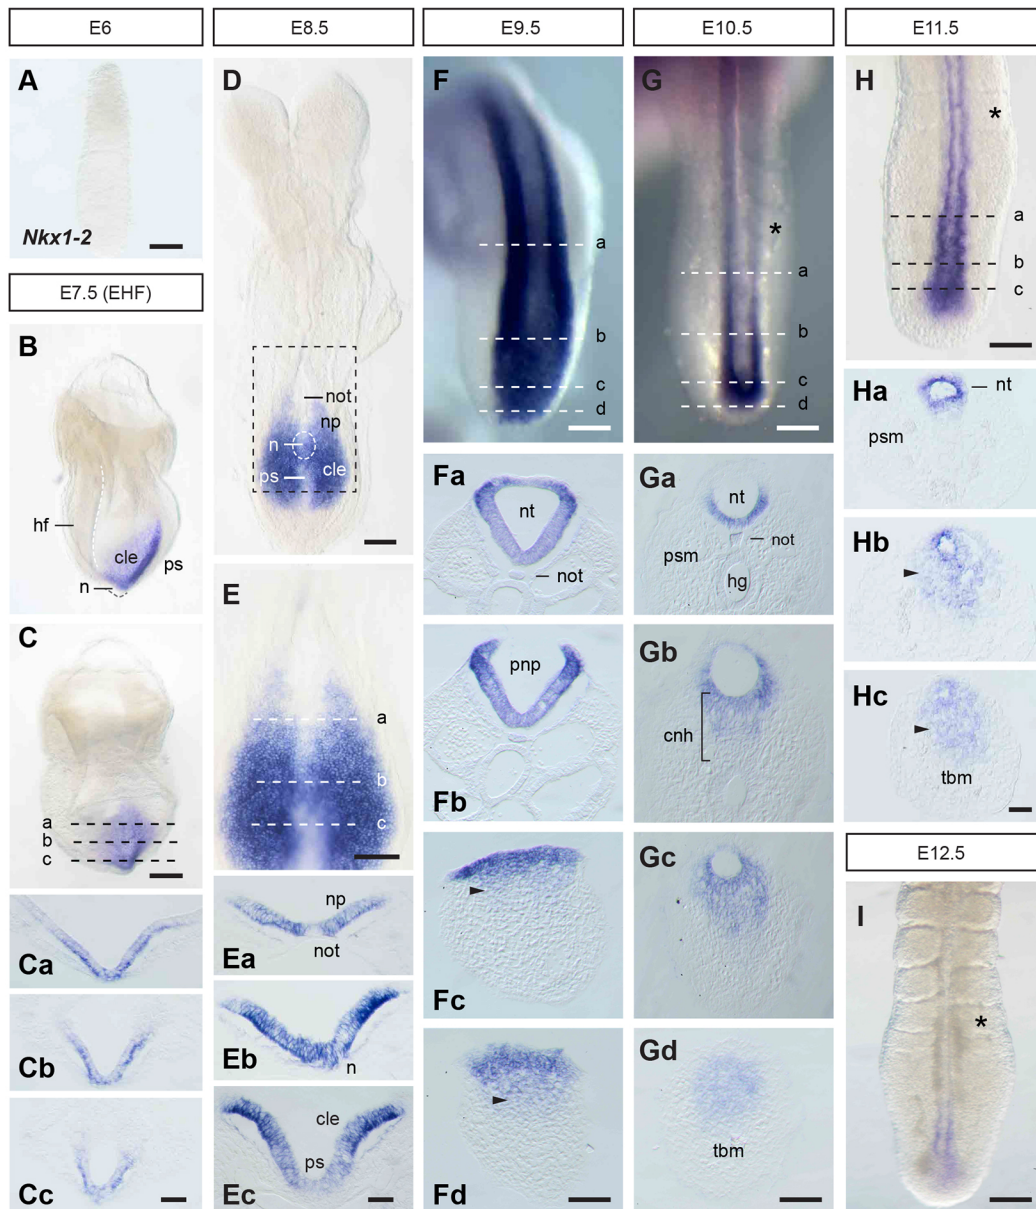 E6
A
Nkx1-2
E7.5 (EHF)
B
hf
cle
ps
n
C
a
b
c
Ca
Cb
Cc
E8.5
D
not
np
n
cle
ps
E
a
b
c
np
not
Ea
Eb
n
cle
ps
Ec
E9.5
F
a
b
c
d
Fa
nt
not
pnp
Fb
Fc
Fd
E10.5
G
*
a
b
c
d
Ga
nt
not
psm
hg
Gb
cnh
Gc
Gd
tbm
E11.5
H
*
a
b
c
Ha
nt
psm
Hb
Hc
tbm
E12.5
I
*